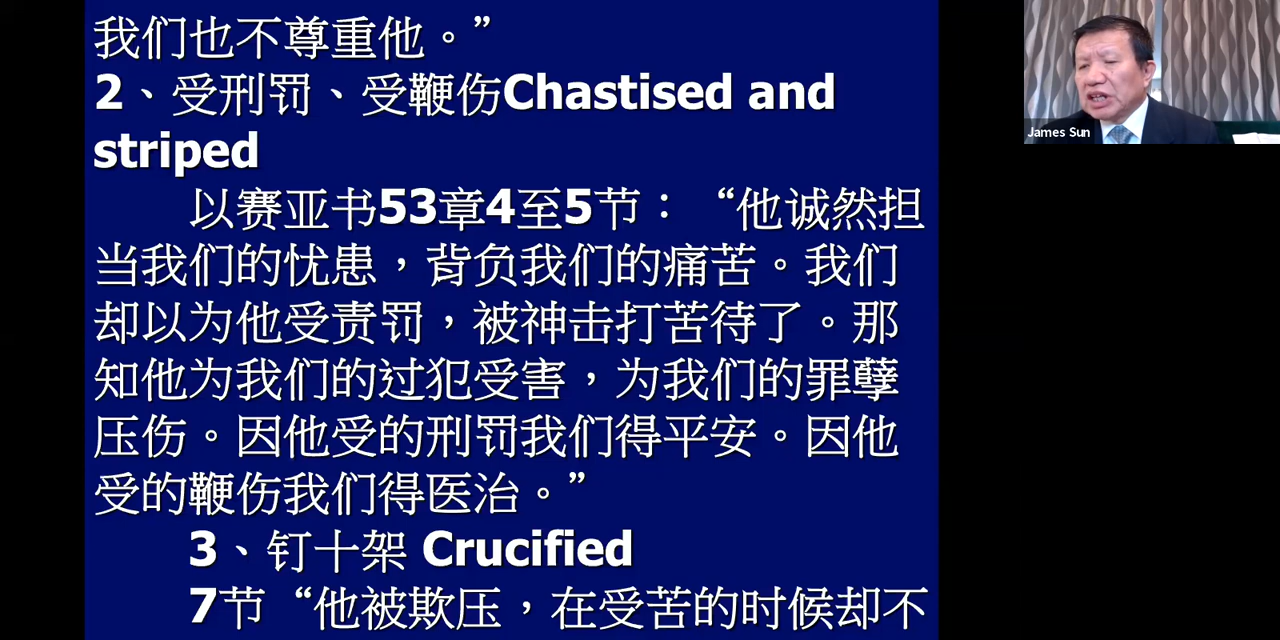 我们也不尊重他。”
2、受刑罚、受鞭伤Chastised and
striped
以赛亚书53章4至5节：“他诚然担
当我们的忧患，背负我们的痛苦。我们
却以为他受责罚，被神击打苦待了。那
知他为我们的过犯受害，为我们的罪孽
压伤。因他受的刑罚我们得平安。因他
受的鞭伤我们得医治。”
3、钉十架 Crucified
7节“他被欺压，在受苦的时候却不
James Sun